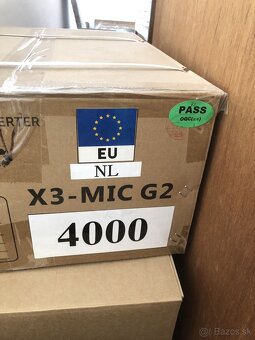 ERTER
PASS
EU
NL
X3-MIC G2
4000
Bazos.sk